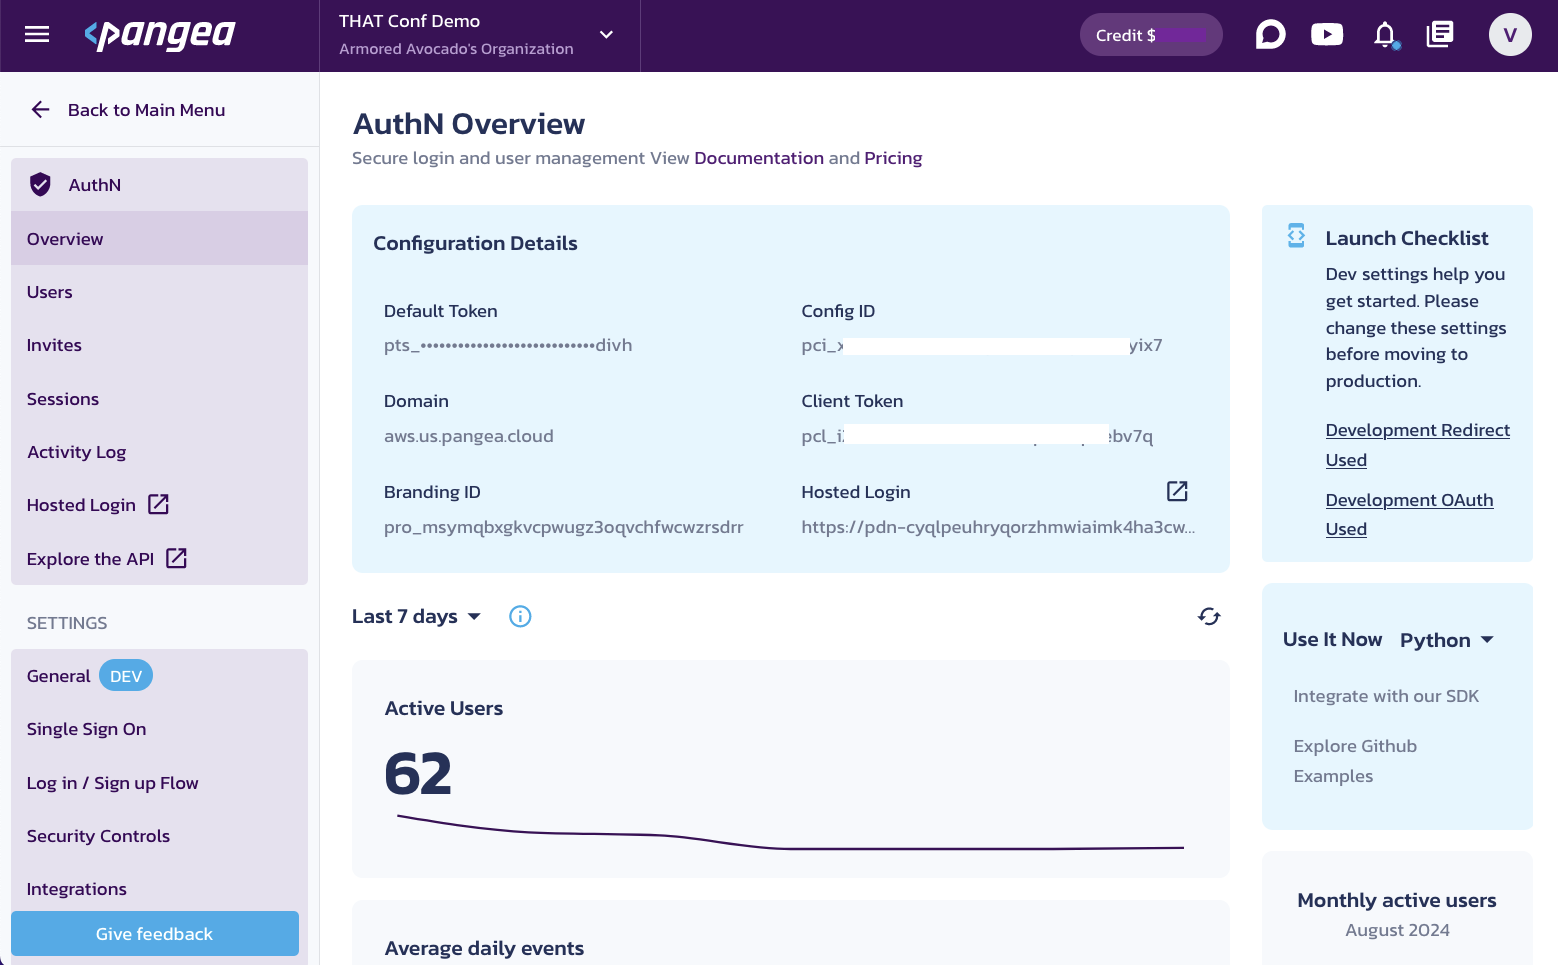 pangea
THAT Conf Demo
Armored Avocado's Organization
Credit $
V
Back to Main Menu
AuthN
Overview
Users
Invites
Sessions
Activity Log
Hosted Login
Explore the API
SETTINGS
General DEV
Single Sign On
Log in / Sign up Flow
Security Controls
Integrations
Give feedback
AuthN Overview
Secure login and user management View Documentation and Pricing
Configuration Details
Default Token
pts_••••••••••••••••••••••••••••divh
Config ID
pci_x yix7
Domain
aws.us.pangea.cloud
Client Token
pcl_i ebv7q
Branding ID
pro_msymqbxgkvcpwugz3oqvchfwcwzrsdrr
Hosted Login
https://pdn-cyqlpeuhryqorzhmwiaimk4ha3cw...
Last 7 days
Active Users
62
Average daily events
Launch Checklist
Dev settings help you
get started. Please
change these settings
before moving to
production.
Development Redirect
Used
Development OAuth
Used
Use It Now Python
Integrate with our SDK
Explore Github
Examples
Monthly active users
August 2024